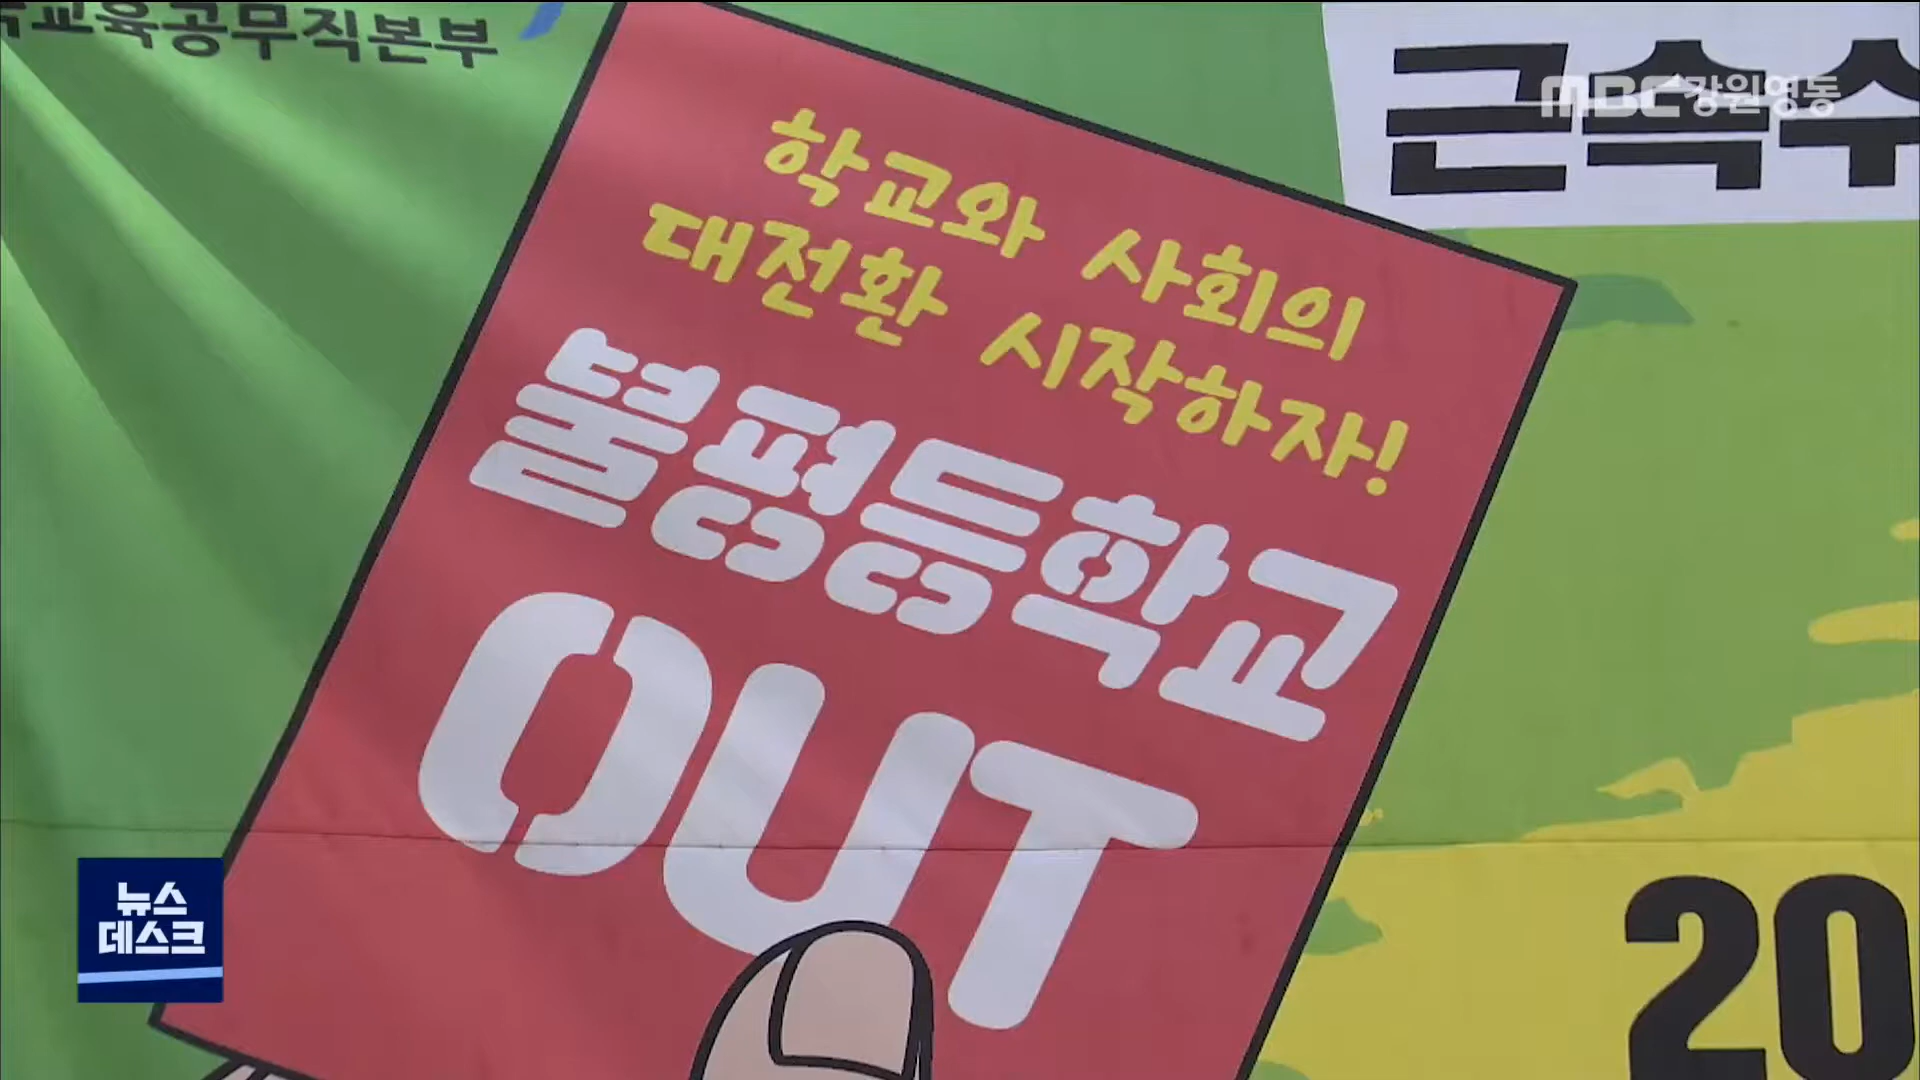 교육공무직본부
근속수
MBC강원영동
학교와 사회의
대전환 시작하자!
불평등학교
OUT
뉴스
데스크
20